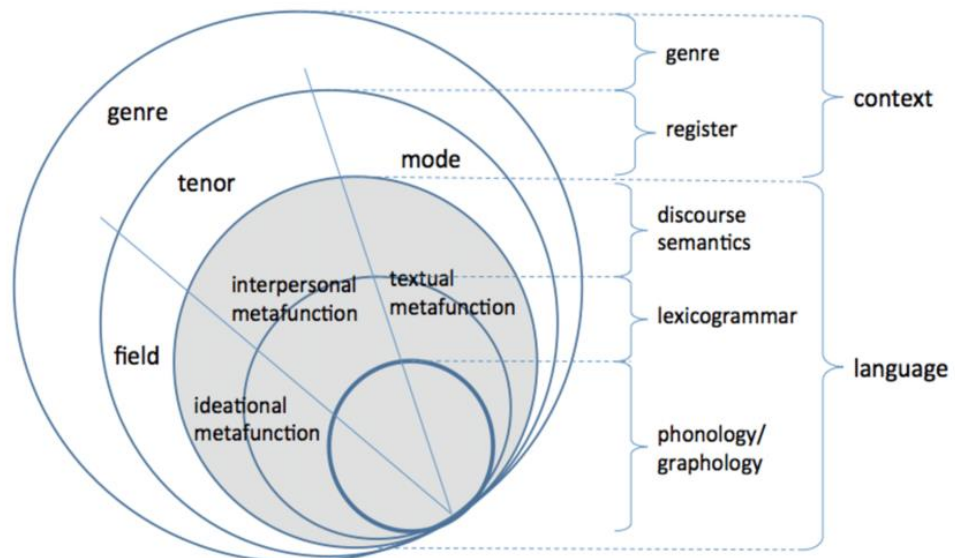 genre
tenor
mode
interpersonal
metafunction
textual
metafunction
field
ideational
metafunction
genre
register
discourse
semantics
lexicogrammar
phonology/
graphology
context
language